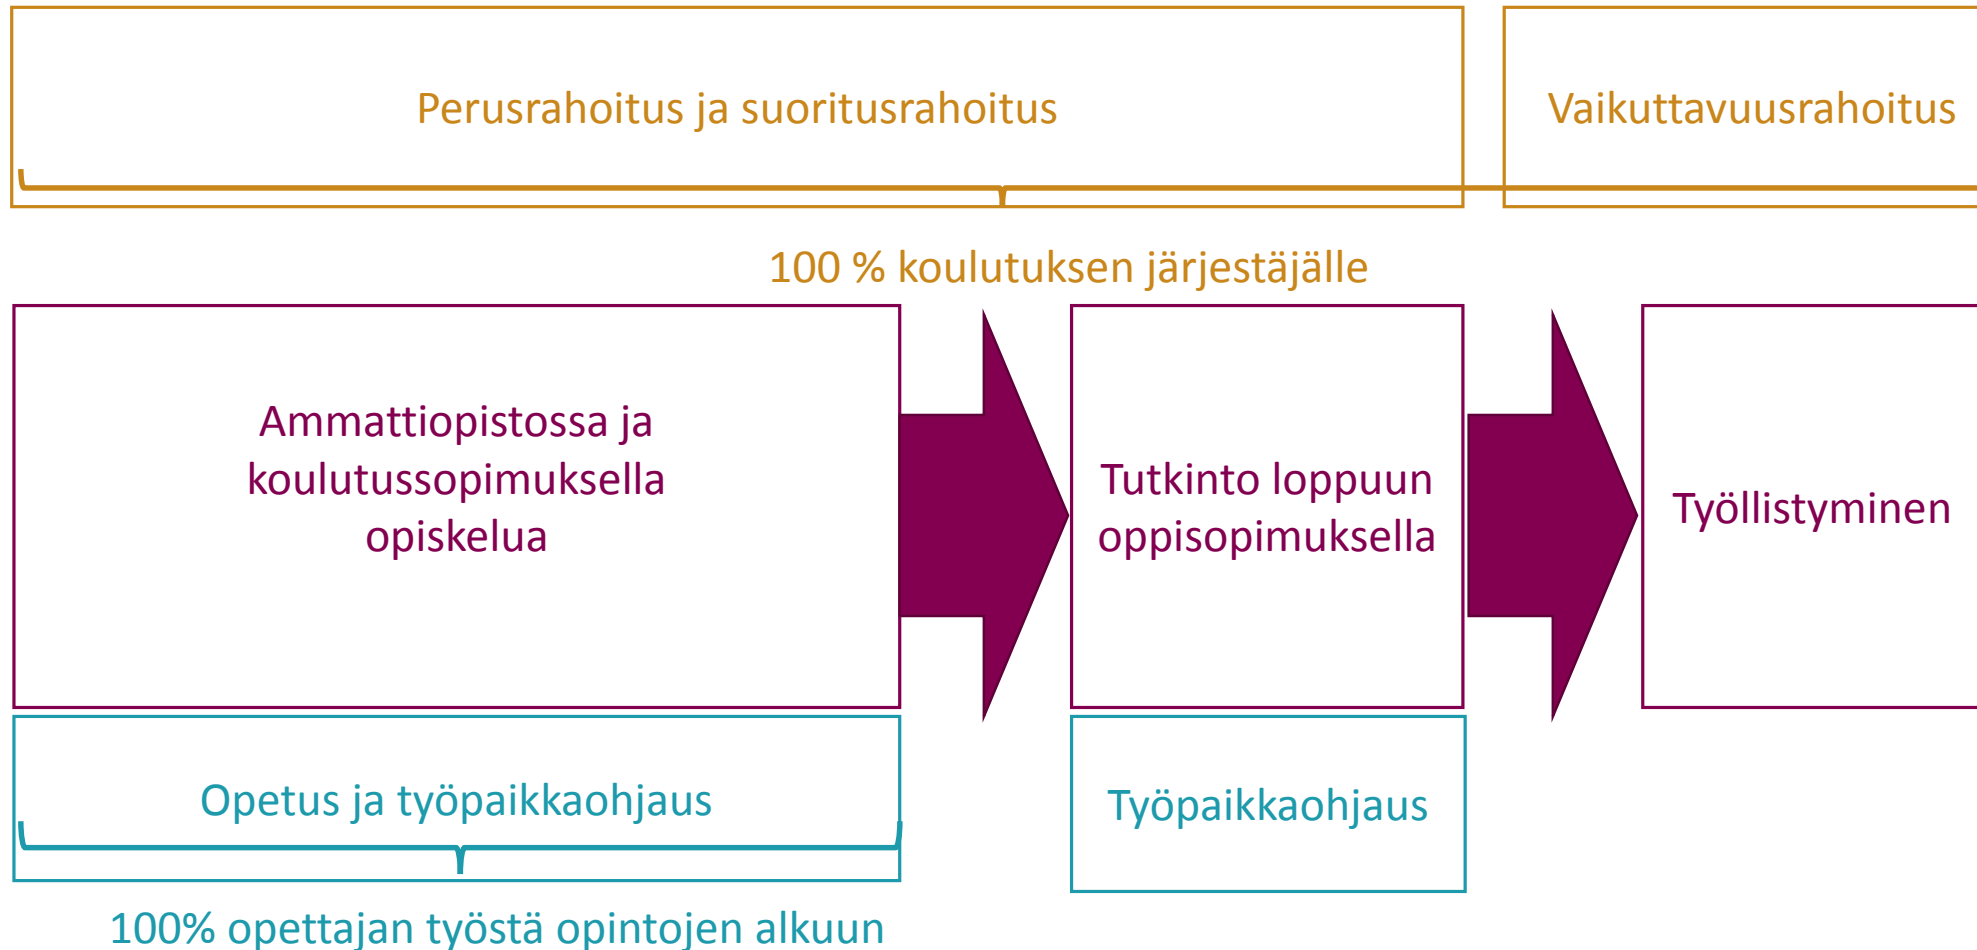 Perusrahoitus ja suoritusrahoitus
Vaikuttavuusrahoitus
100 % koulutuksen järjestäjälle
Ammattiopistossa ja
koulutussopimuksella
opiskelua
Tutkinto loppuun
oppisopimuksella
Työllistyminen
Opetus ja työpaikkaohjaus
Työpaikkaohjaus
100% opettajan työstä opintojen alkuun